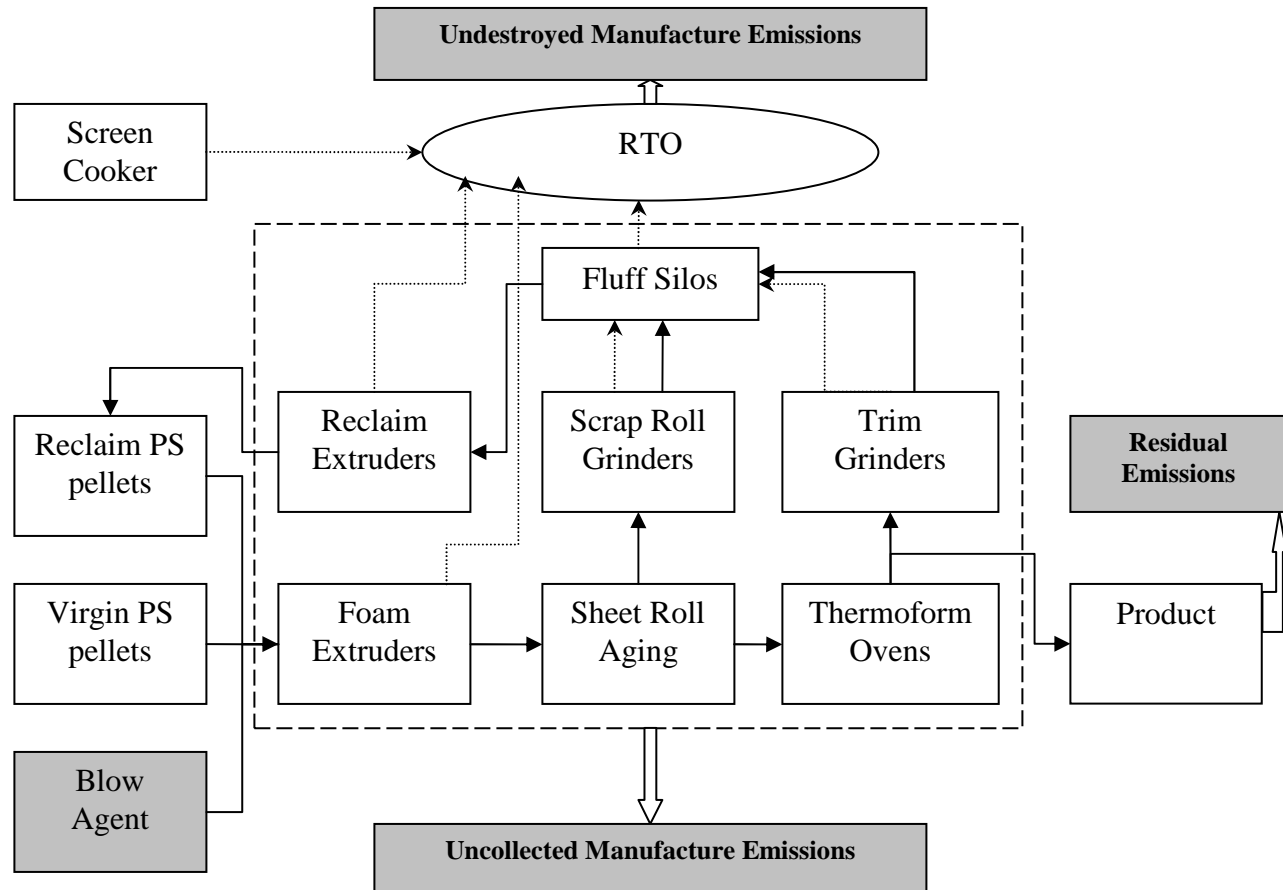 Undestroyed Manufacture Emissions
Screen
Cooker
RTO
Fluff Silos
Reclaim
Extruders
Scrap Roll
Grinders
Trim
Grinders
Reclaim PS
pellets
Residual
Emissions
Virgin PS
pellets
Foam
Extruders
Sheet Roll
Aging
Thermoform
Ovens
Product
Blow
Agent
Uncollected Manufacture Emissions